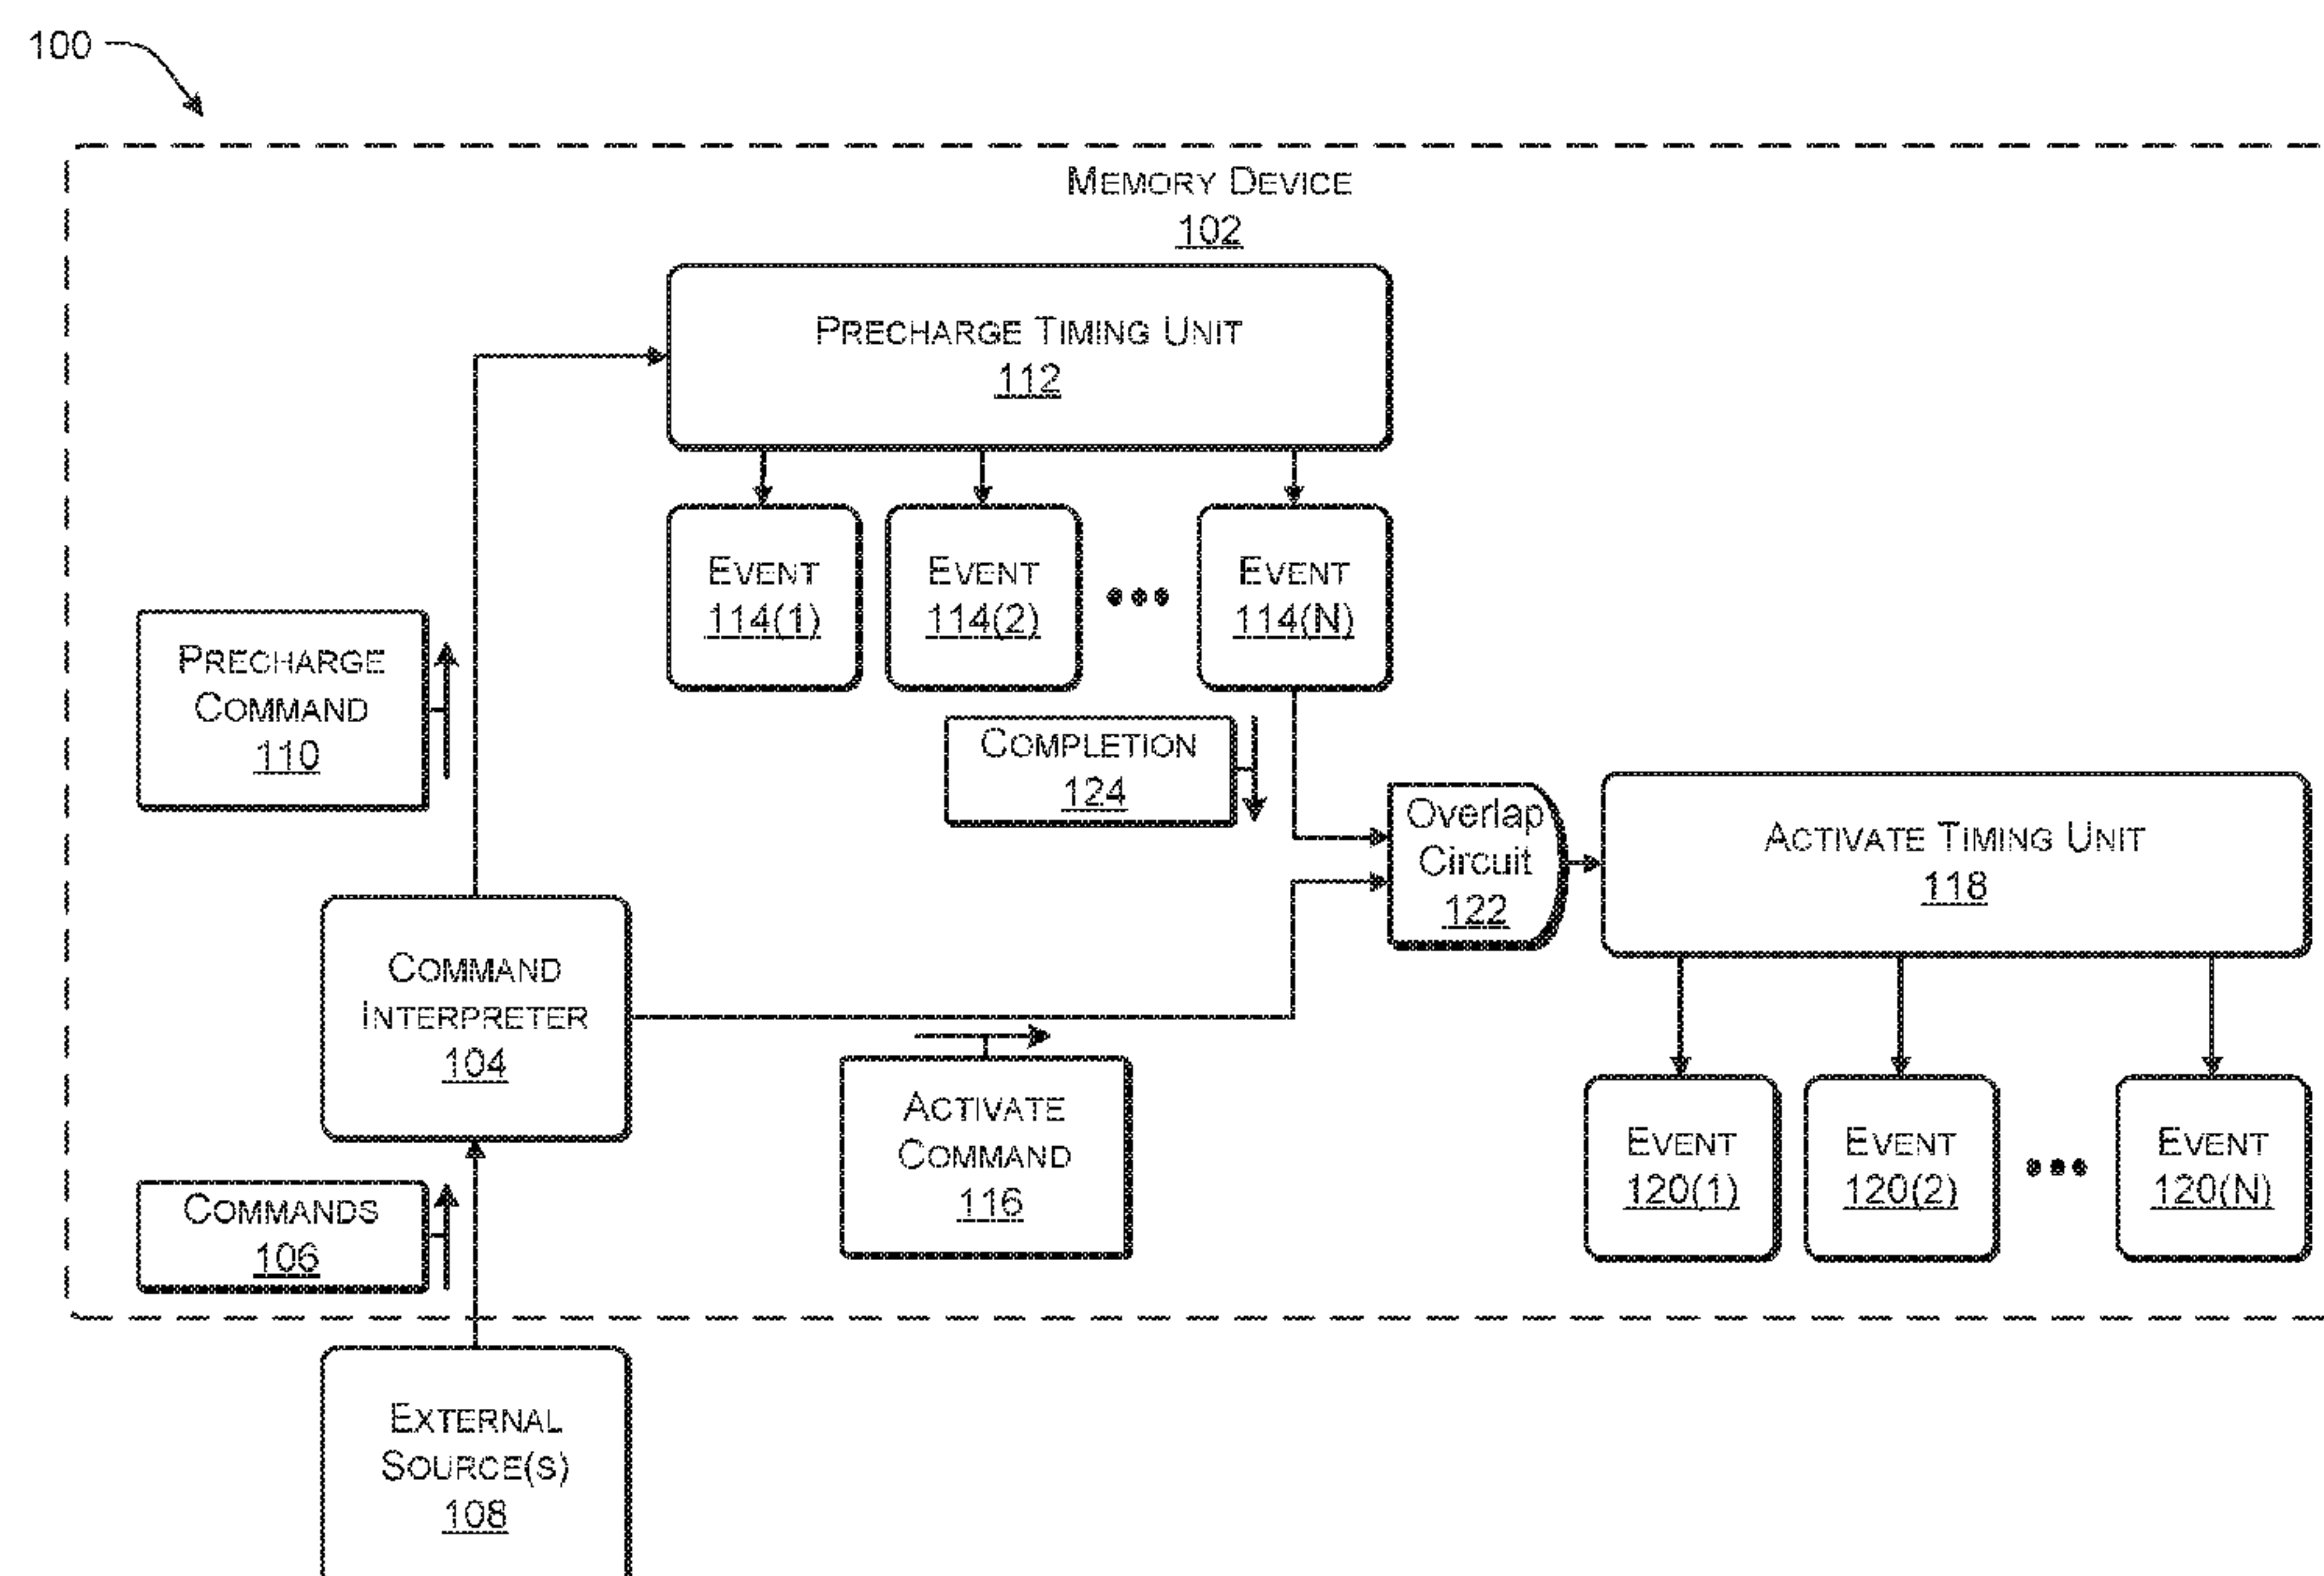 100
MEMORY DEVICE
102
PRECHARGE TIMING UNIT
112
EVENT
114(1)
EVENT
114(2)
EVENT
114(N)
PRECHARGE
COMMAND
110
COMPLETION
124
Overlap
Circuit
122
ACTIVATE TIMING UNIT
118
COMMAND
INTERPRETER
104
ACTIVATE
COMMAND
116
EVENT
120(1)
EVENT
120(2)
EVENT
120(N)
COMMANDS
106
EXTERNAL
SOURCE(S)
108